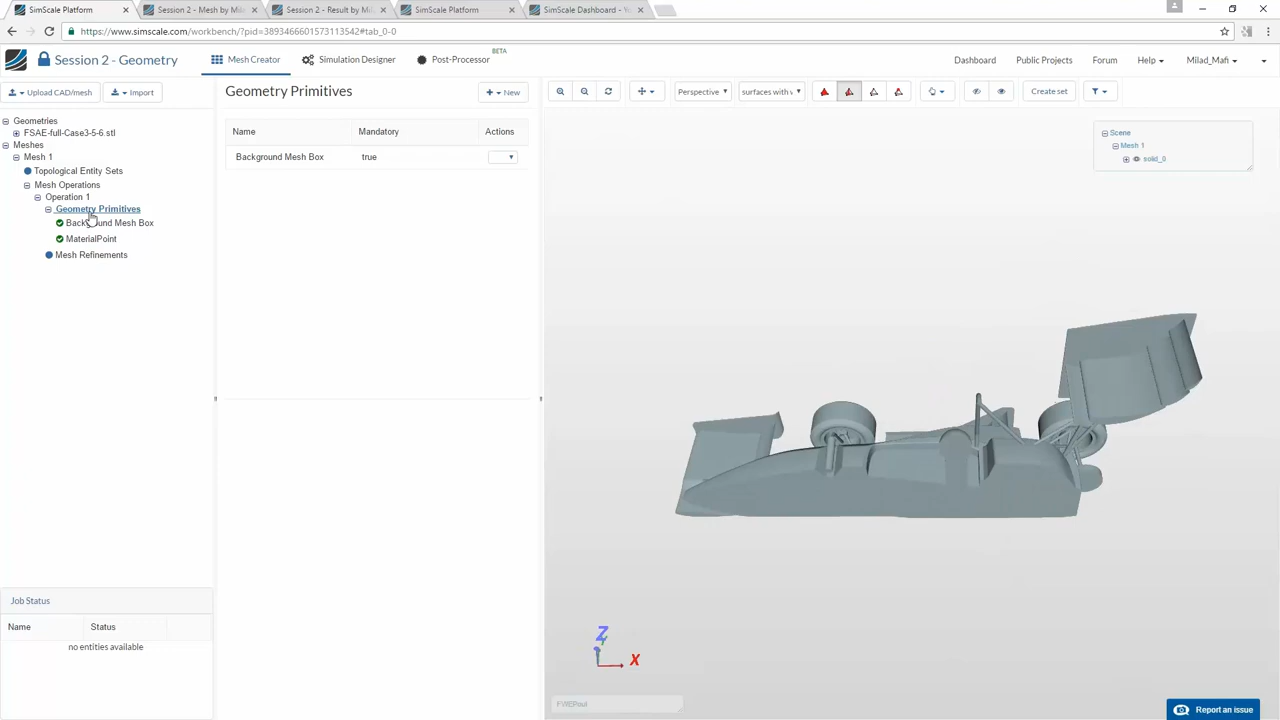 SimScale Platform
Session 2 - Mesh by Mil
Session 2 - Result by Mil
SimScale Platform
SimScale Dashboard - Yo
https://www.simscale.com/workbench/?pid=3893466601573113542#tab_0-0
Session 2 - Geometry
Mesh Creator
Simulation Designer
Post-Processor
BETA
Dashboard
Public Projects
Forum
Help
Milad_Mafi
Upload CAD/mesh
Import
Geometries
FSAE-full-Case3-5-6.stl
Meshes
Mesh 1
Topological Entity Sets
Mesh Operations
Operation 1
Geometry Primitives
Background Mesh Box
MaterialPoint
Mesh Refinements
Job Status
Name Status
no entities available
Geometry Primitives
New
Name Mandatory Actions
Background Mesh Box true
Perspective
surfaces with v
Create set
Scene
Mesh 1
solid_0
Z
X
Report an issue